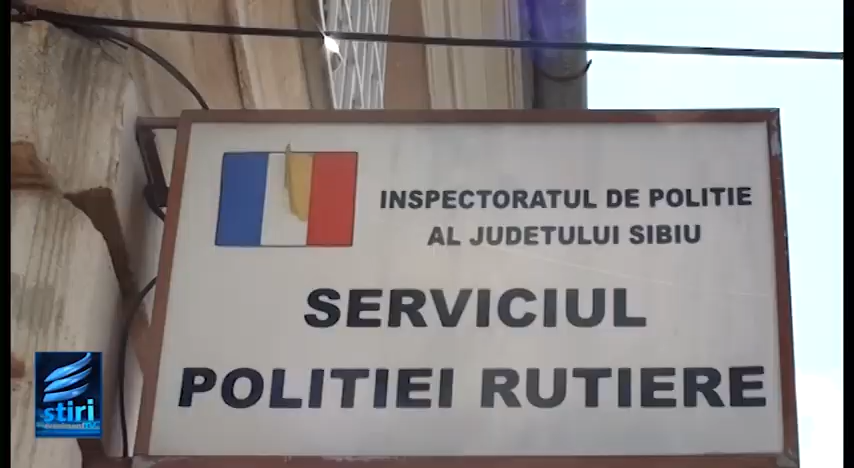 INSPECTORATUL DE POLITIE
AL JUDETULUI SIBIU
SERVICIUL
POLITIEI RUTIERE
stiri